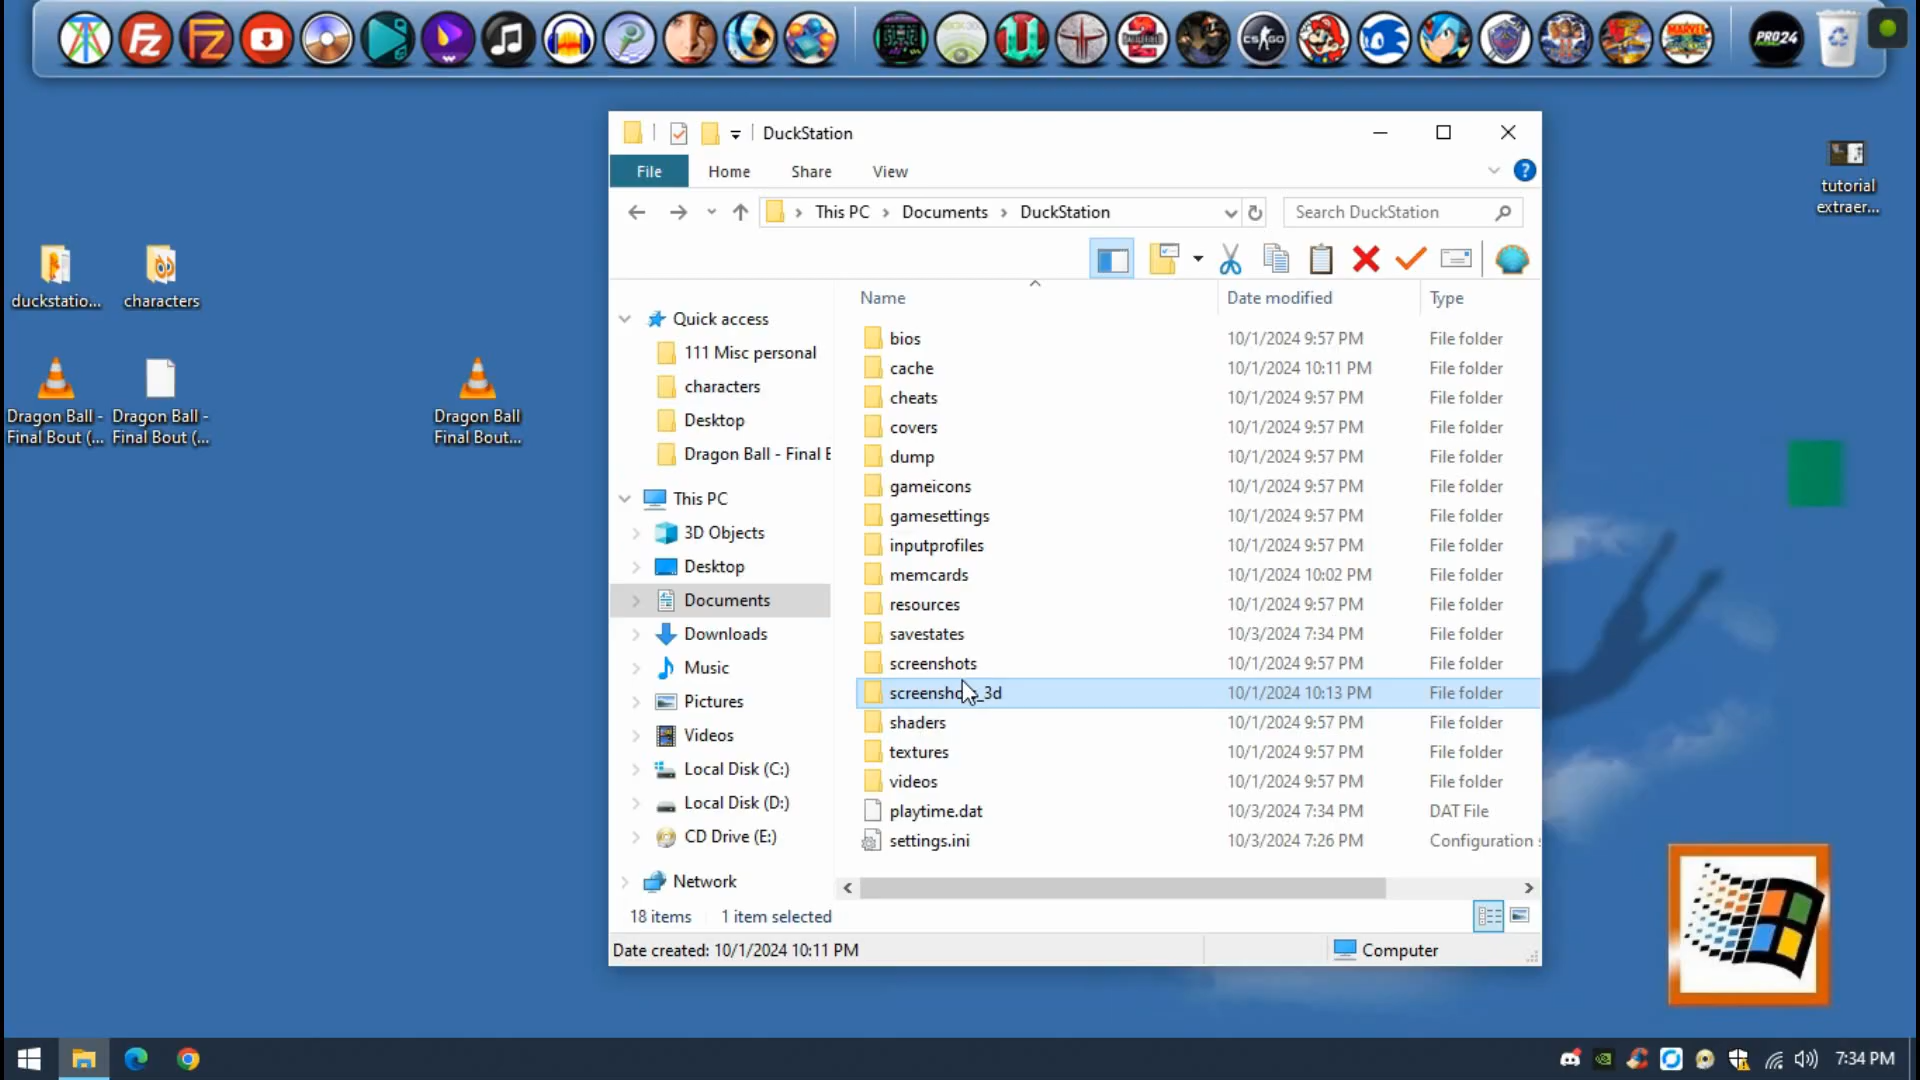 CS:GO
PRO24
MARVEL
DuckStation
File Home Share View
This PC Documents DuckStation
Search DuckStation
tutorial
extraer...
duckstatio...
characters
Dragon Ball -
Final Bout (...
Dragon Ball -
Final Bout (...
Dragon Ball
Final Bout...
Quick access
111 Misc personal
characters
Desktop
Dragon Ball - Final B
This PC
3D Objects
Desktop
Documents
Downloads
Music
Pictures
Videos
Local Disk (C:)
Local Disk (D:)
CD Drive (E:)
Network
Name Date modified Type
bios 10/1/2024 9:57 PM File folder
cache 10/1/2024 10:11 PM File folder
cheats 10/1/2024 9:57 PM File folder
covers 10/1/2024 9:57 PM File folder
dump 10/1/2024 9:57 PM File folder
gameicons 10/1/2024 9:57 PM File folder
gamesettings 10/1/2024 9:57 PM File folder
inputprofiles 10/1/2024 9:57 PM File folder
memcards 10/1/2024 10:02 PM File folder
resources 10/1/2024 9:57 PM File folder
savestates 10/3/2024 7:34 PM File folder
screenshots 10/1/2024 9:57 PM File folder
screenshots_3d 10/1/2024 10:13 PM File folder
shaders 10/1/2024 9:57 PM File folder
textures 10/1/2024 9:57 PM File folder
videos 10/1/2024 9:57 PM File folder
playtime.dat 10/3/2024 7:34 PM DAT File
settings.ini 10/3/2024 7:26 PM Configuration s
18 items 1 item selected
Date created: 10/1/2024 10:11 PM
Computer
7:34 PM